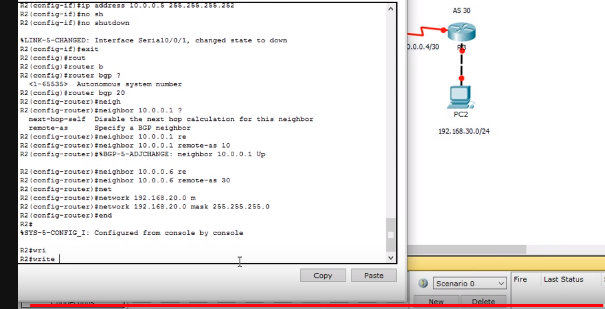 R2(config-if)#ip address 10.0.0.5 255.255.255.252
R2(config-if)#no sh
R2(config-if)#no shutdown
%LINK-5-CHANGED: Interface Serial0/0/1, changed state to down
R2(config-if)#exit
R2(config)#rout
R2(config)#router b
R2(config)#router bgp ?
<1-65535> Autonomous system number
R2(config)#router bgp 20
R2(config-router)#neigh
R2(config-router)#neighbor 10.0.0.1 ?
next-hop-self Disable the next hop calculation for this neighbor
remote-as Specify a BGP neighbor
R2(config-router)#neighbor 10.0.0.1 re
R2(config-router)#neighbor 10.0.0.1 remote-as 10
R2(config-router)#%BGP-5-ADJCHANGE: neighbor 10.0.0.1 Up
R2(config-router)#neighbor 10.0.0.6 re
R2(config-router)#neighbor 10.0.0.6 remote-as 30
R2(config-router)#net
R2(config-router)#network 192.168.20.0 m
R2(config-router)#network 192.168.20.0 mask 255.255.255.0
R2(config-router)#end
R2#
%SYS-5-CONFIG_I: Configured from console by console
R2#wri
R2#write
Copy
Paste
AS 30
0.0.0.4/30
PC2
192.168.30.0/24
Scenario 0
Fire
Last Status
New
Delete